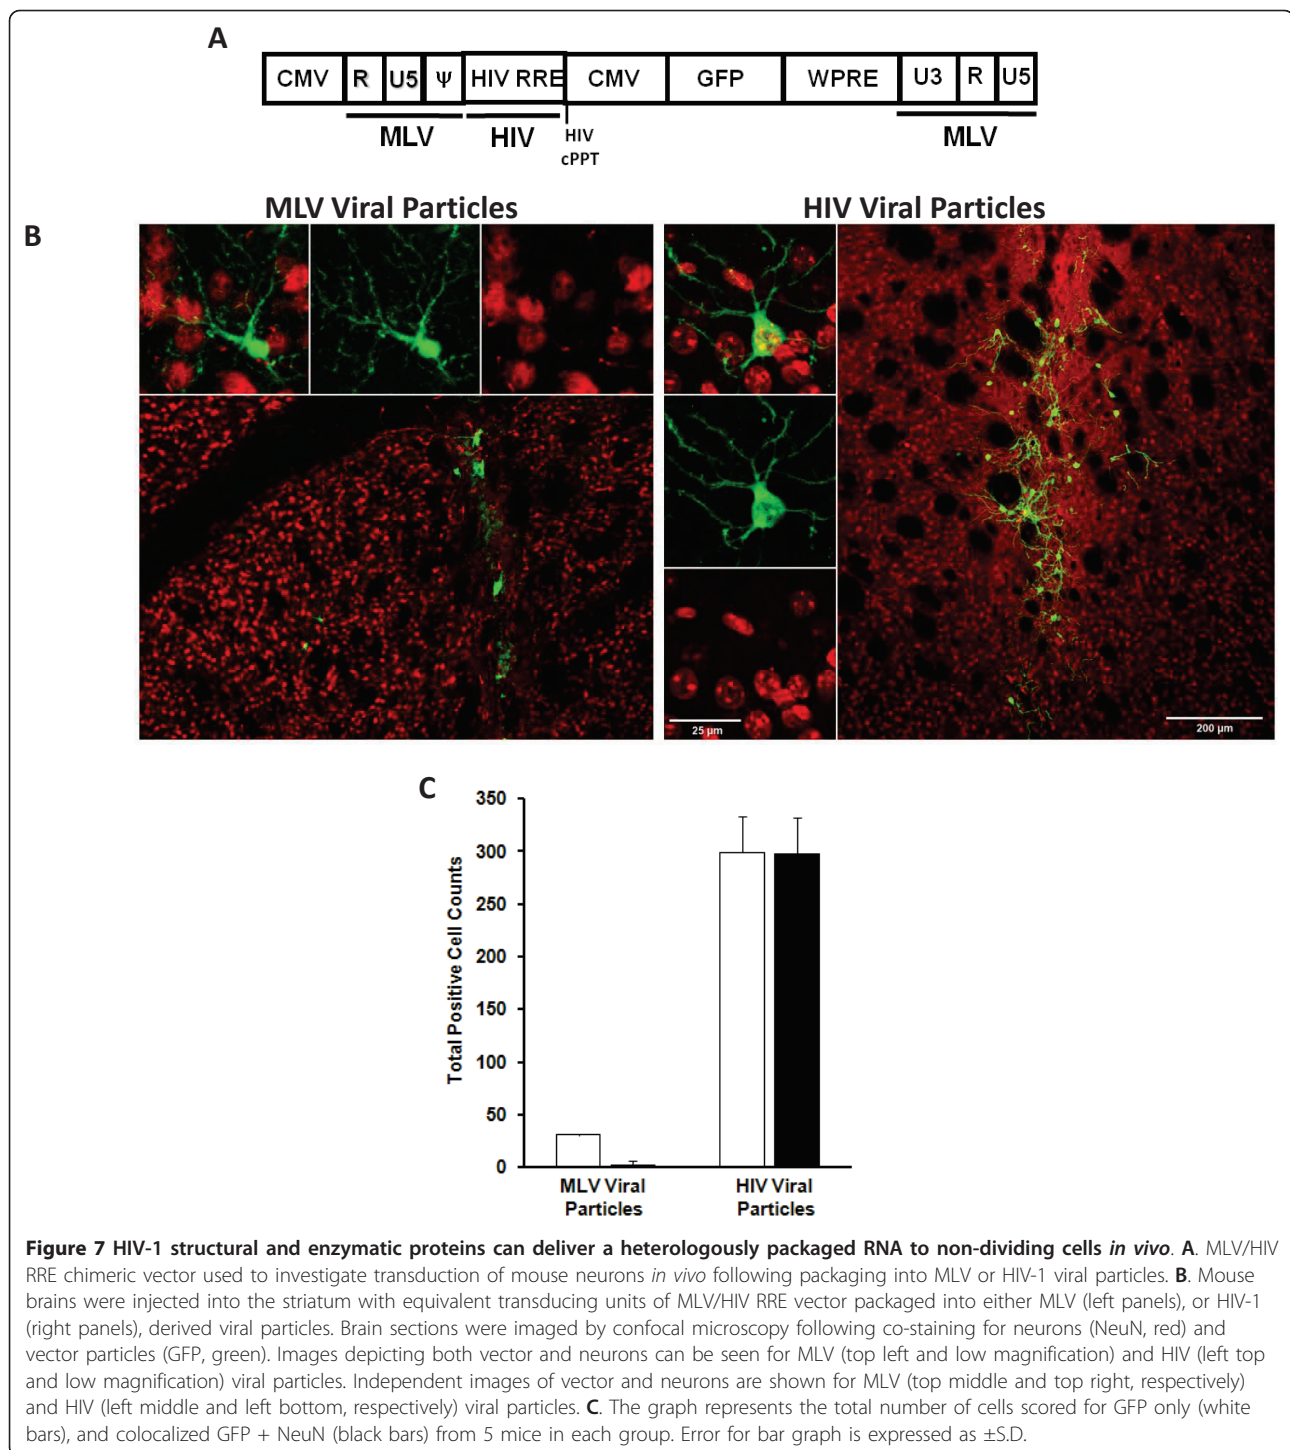 A
CMV R U5 Ψ HIV RRE CMV GFP WPRE U3 R U5
MLV HIV HIV MLV
cPPT
MLV Viral Particles HIV Viral Particles
B
25 µm
200 µm
C
350
300
250
200
150
100
50
0
Total Positive Cell Counts
MLV Viral HIV Viral
Particles Particles
Figure 7 HIV-1 structural and enzymatic proteins can deliver a heterologously packaged RNA to non-dividing cells in vivo. A. MLV/HIV
RRE chimeric vector used to investigate transduction of mouse neurons in vivo following packaging into MLV or HIV-1 viral particles. B. Mouse
brains were injected into the striatum with equivalent transducing units of MLV/HIV RRE vector packaged into either MLV (left panels), or HIV-1
(right panels), derived viral particles. Brain sections were imaged by confocal microscopy following co-staining for neurons (NeuN, red) and
vector particles (GFP, green). Images depicting both vector and neurons can be seen for MLV (top left and low magnification) and HIV (left top
and low magnification) viral particles. Independent images of vector and neurons are shown for MLV (top middle and top right, respectively)
and HIV (left middle and left bottom, respectively) viral particles. C. The graph represents the total number of cells scored for GFP only (white
bars), and colocalized GFP + NeuN (black bars) from 5 mice in each group. Error for bar graph is expressed as ±S.D.